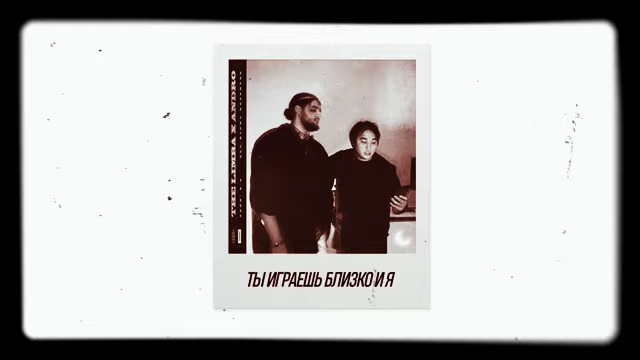 THE LIMBA X ANDRO
ТЫ ИГРАЕШЬ БЛИЗКО И Я